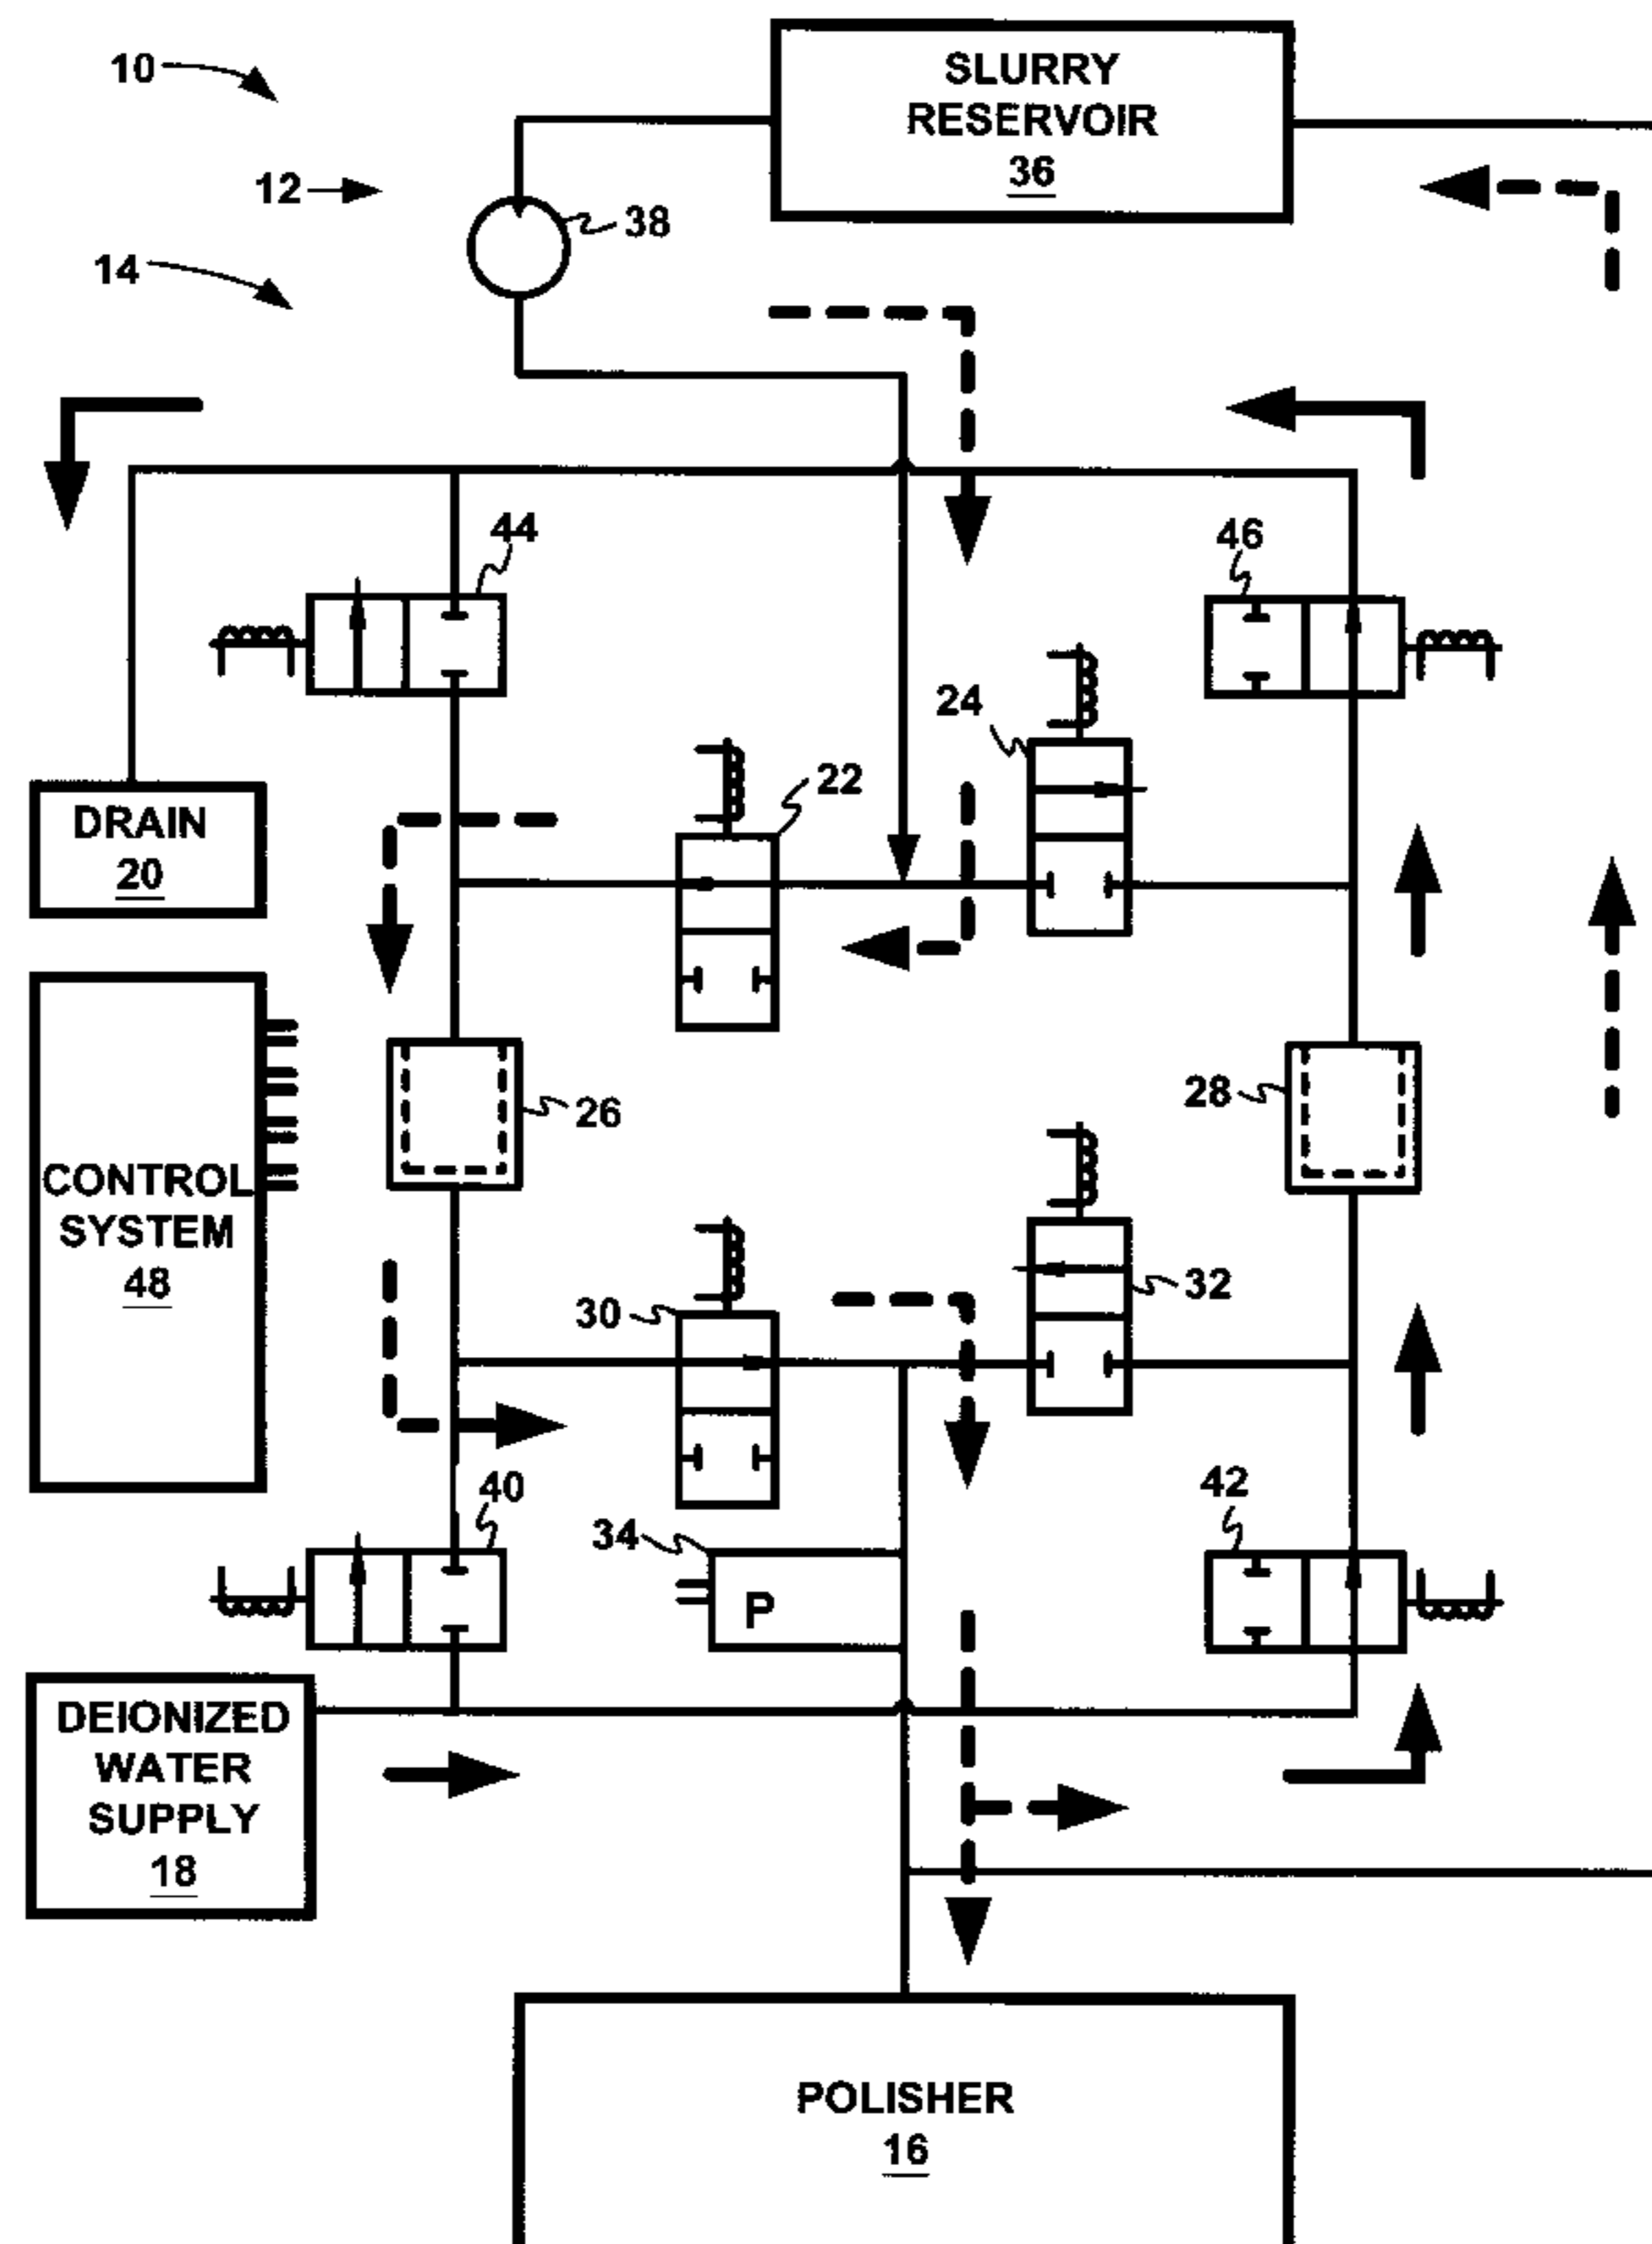 10
SLURRY
RESERVOIR
36
12
38
14
44
46
24
22
DRAIN
20
26
28
CONTROL
SYSTEM
48
30
32
40
42
34
P
DEIONIZED
WATER
SUPPLY
18
POLISHER
16